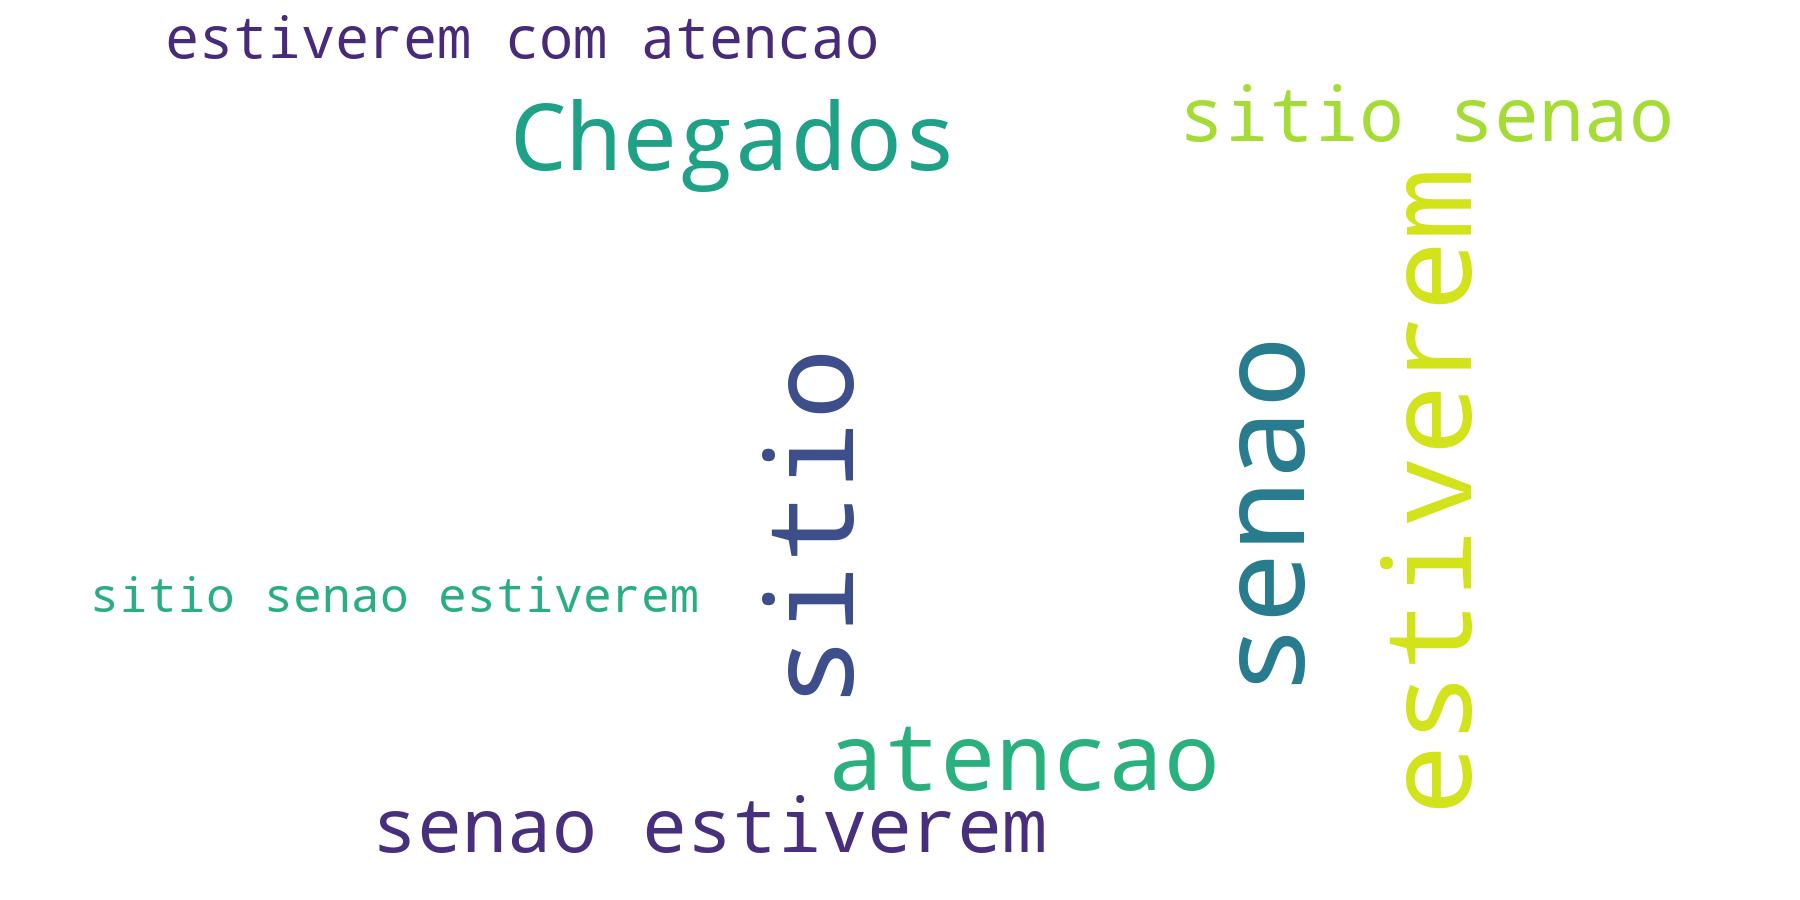 estiverem com atencao
sitio senao
Chegados
estiverem
senao
sitio
sitio senao estiverem
atencao
senao estiverem